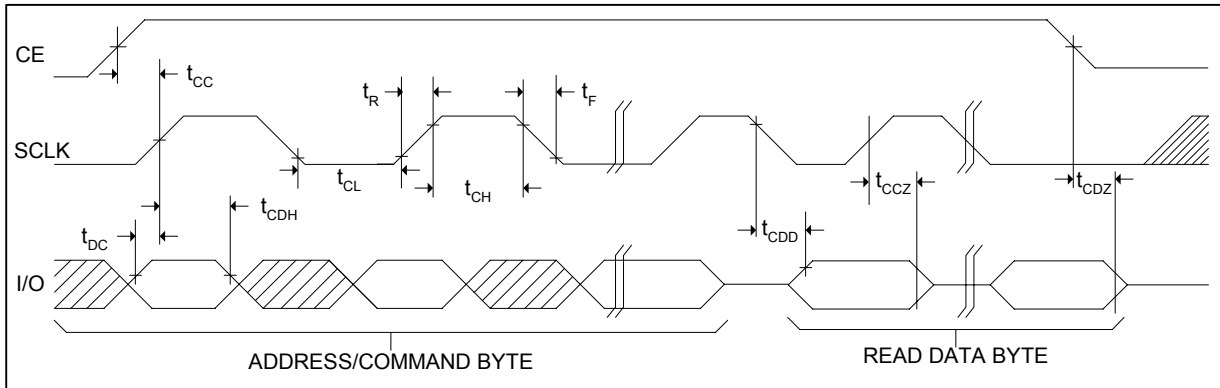 CE
t_CC
t_R
t_F
SCLK
t_CL
t_CH
t_CCZ
t_CDZ
t_CDH
t_DC
t_CDD
I/O
ADDRESS/COMMAND BYTE
READ DATA BYTE